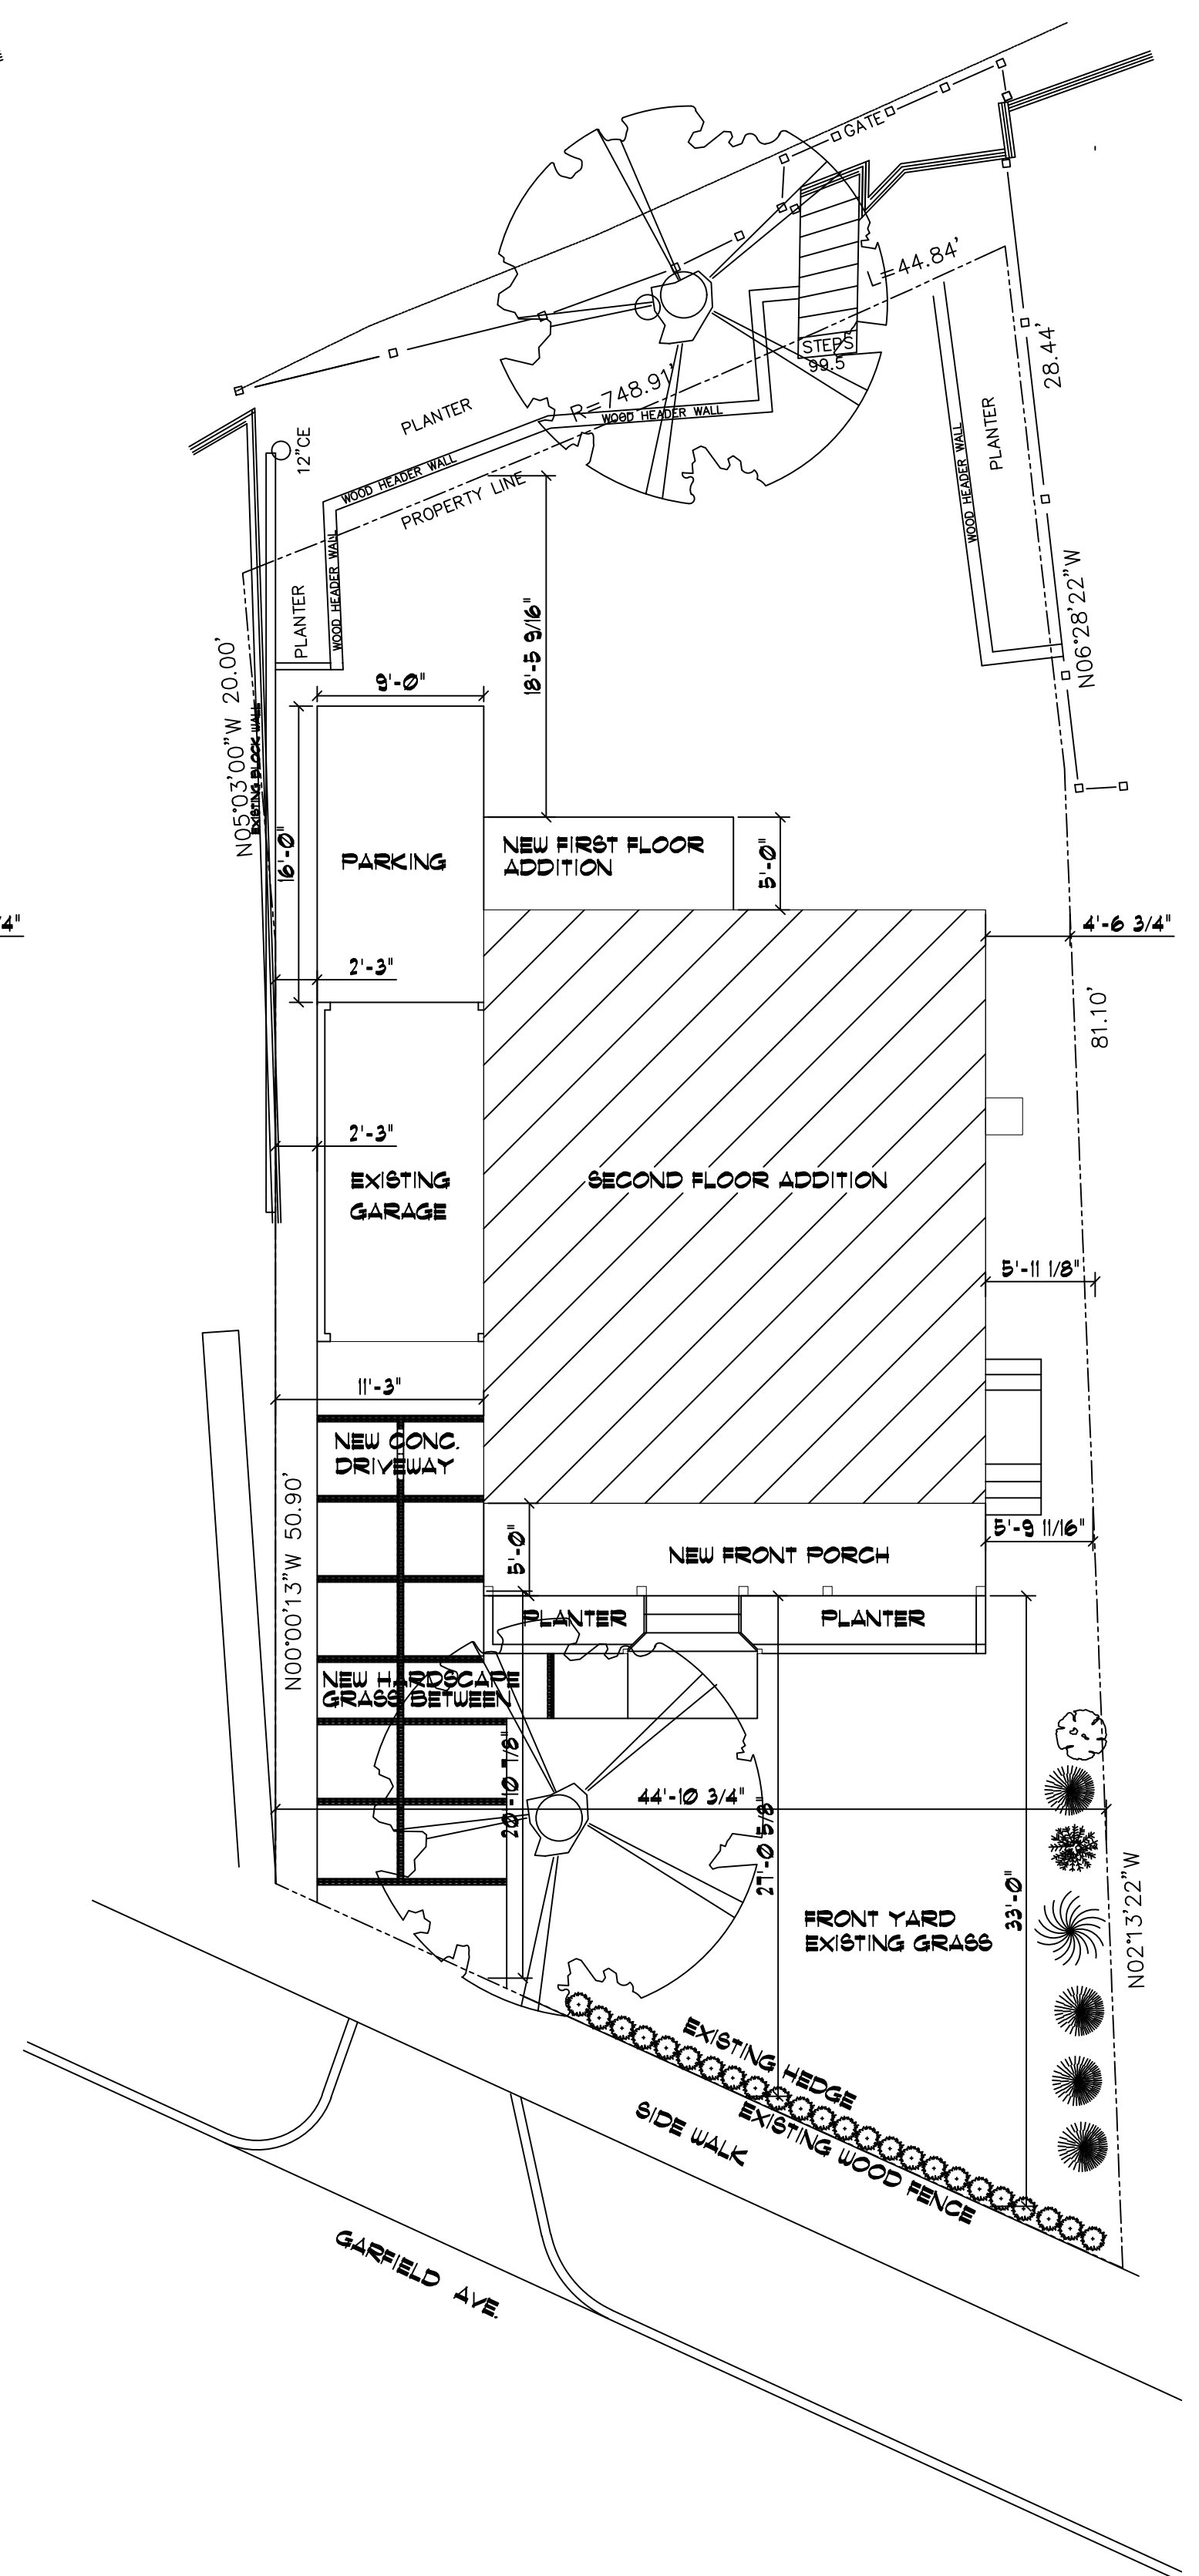 GATE
L=44.84'
STEPS
99.5
28.44'
R=748.91'
PLANTER
WOOD HEADER WALL
12"CE
WOOD HEADER WALL
PLANTER
WOOD HEADER WALL
PROPERTY LINE
WOOD HEADER WALL
PLANTER
N06°28'22"W
18'-5 9/16"
N05°03'00"W 20.00'
EXISTING BLOCK WALL
9'-0"
16'-0"
PARKING
NEW FIRST FLOOR
ADDITION
5'-0"
/4"
4'-6 3/4"
2'-3"
81.10'
2'-3"
EXISTING
GARAGE
SECOND FLOOR ADDITION
5'-11 1/8"
11'-3"
NEW CONC.
DRIVEWAY
N00°00'13"W 50.90'
5'-0"
NEW FRONT PORCH
5'-9 11/16"
PLANTER
PLANTER
NEW HARDSCAPE
GRASS BETWEEN
20'-10 7/8"
44'-10 3/4"
27'-0 5/8"
33'-0"
FRONT YARD
EXISTING GRASS
N02°13'22"W
EXISTING HEDGE
EXISTING WOOD FENCE
SIDE WALK
GARFIELD AVE.